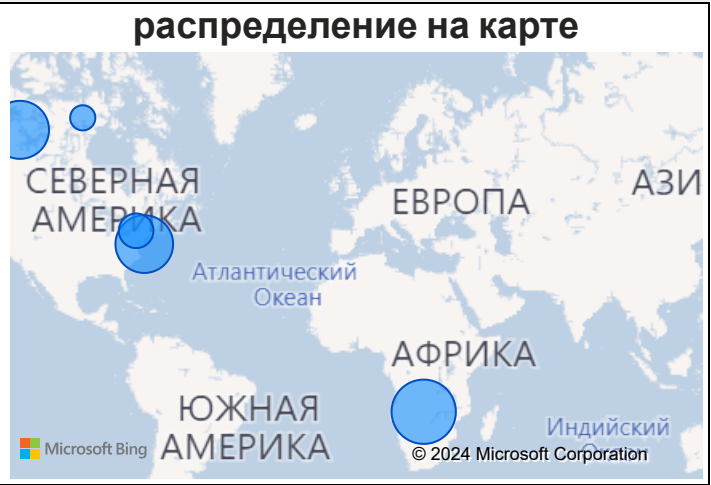 распределение на карте
СЕВЕРНАЯ
АМЕРИКА
ЕВРОПА
АЗИ
Атлантический
Океан
АФРИКА
ЮЖНАЯ
АМЕРИКА
Индийский
Microsoft Bing
© 2024 Microsoft Corporation